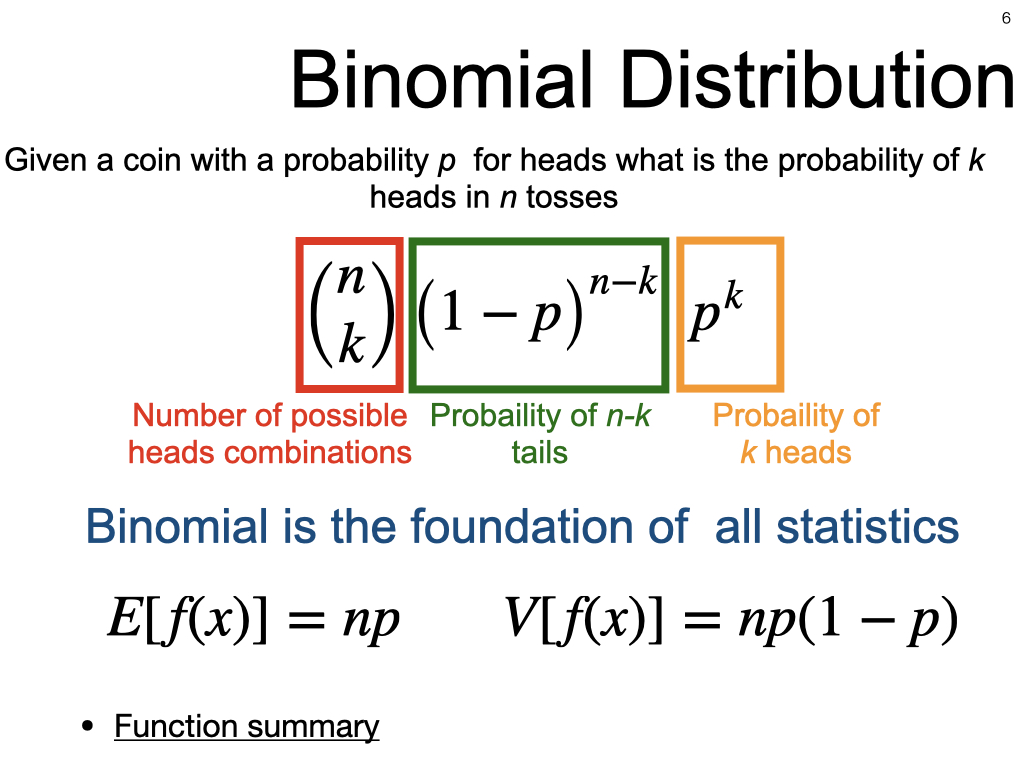 6
Binomial Distribution
Given a coin with a probability p for heads what is the probability of k
heads in n tosses
(n k) (1 − p)^{n−k} p^k
Number of possible Probaility of n-k Probaility of
heads combinations tails k heads
Binomial is the foundation of all statistics
E[f(x)] = np V[f(x)] = np(1 − p)
• Function summary